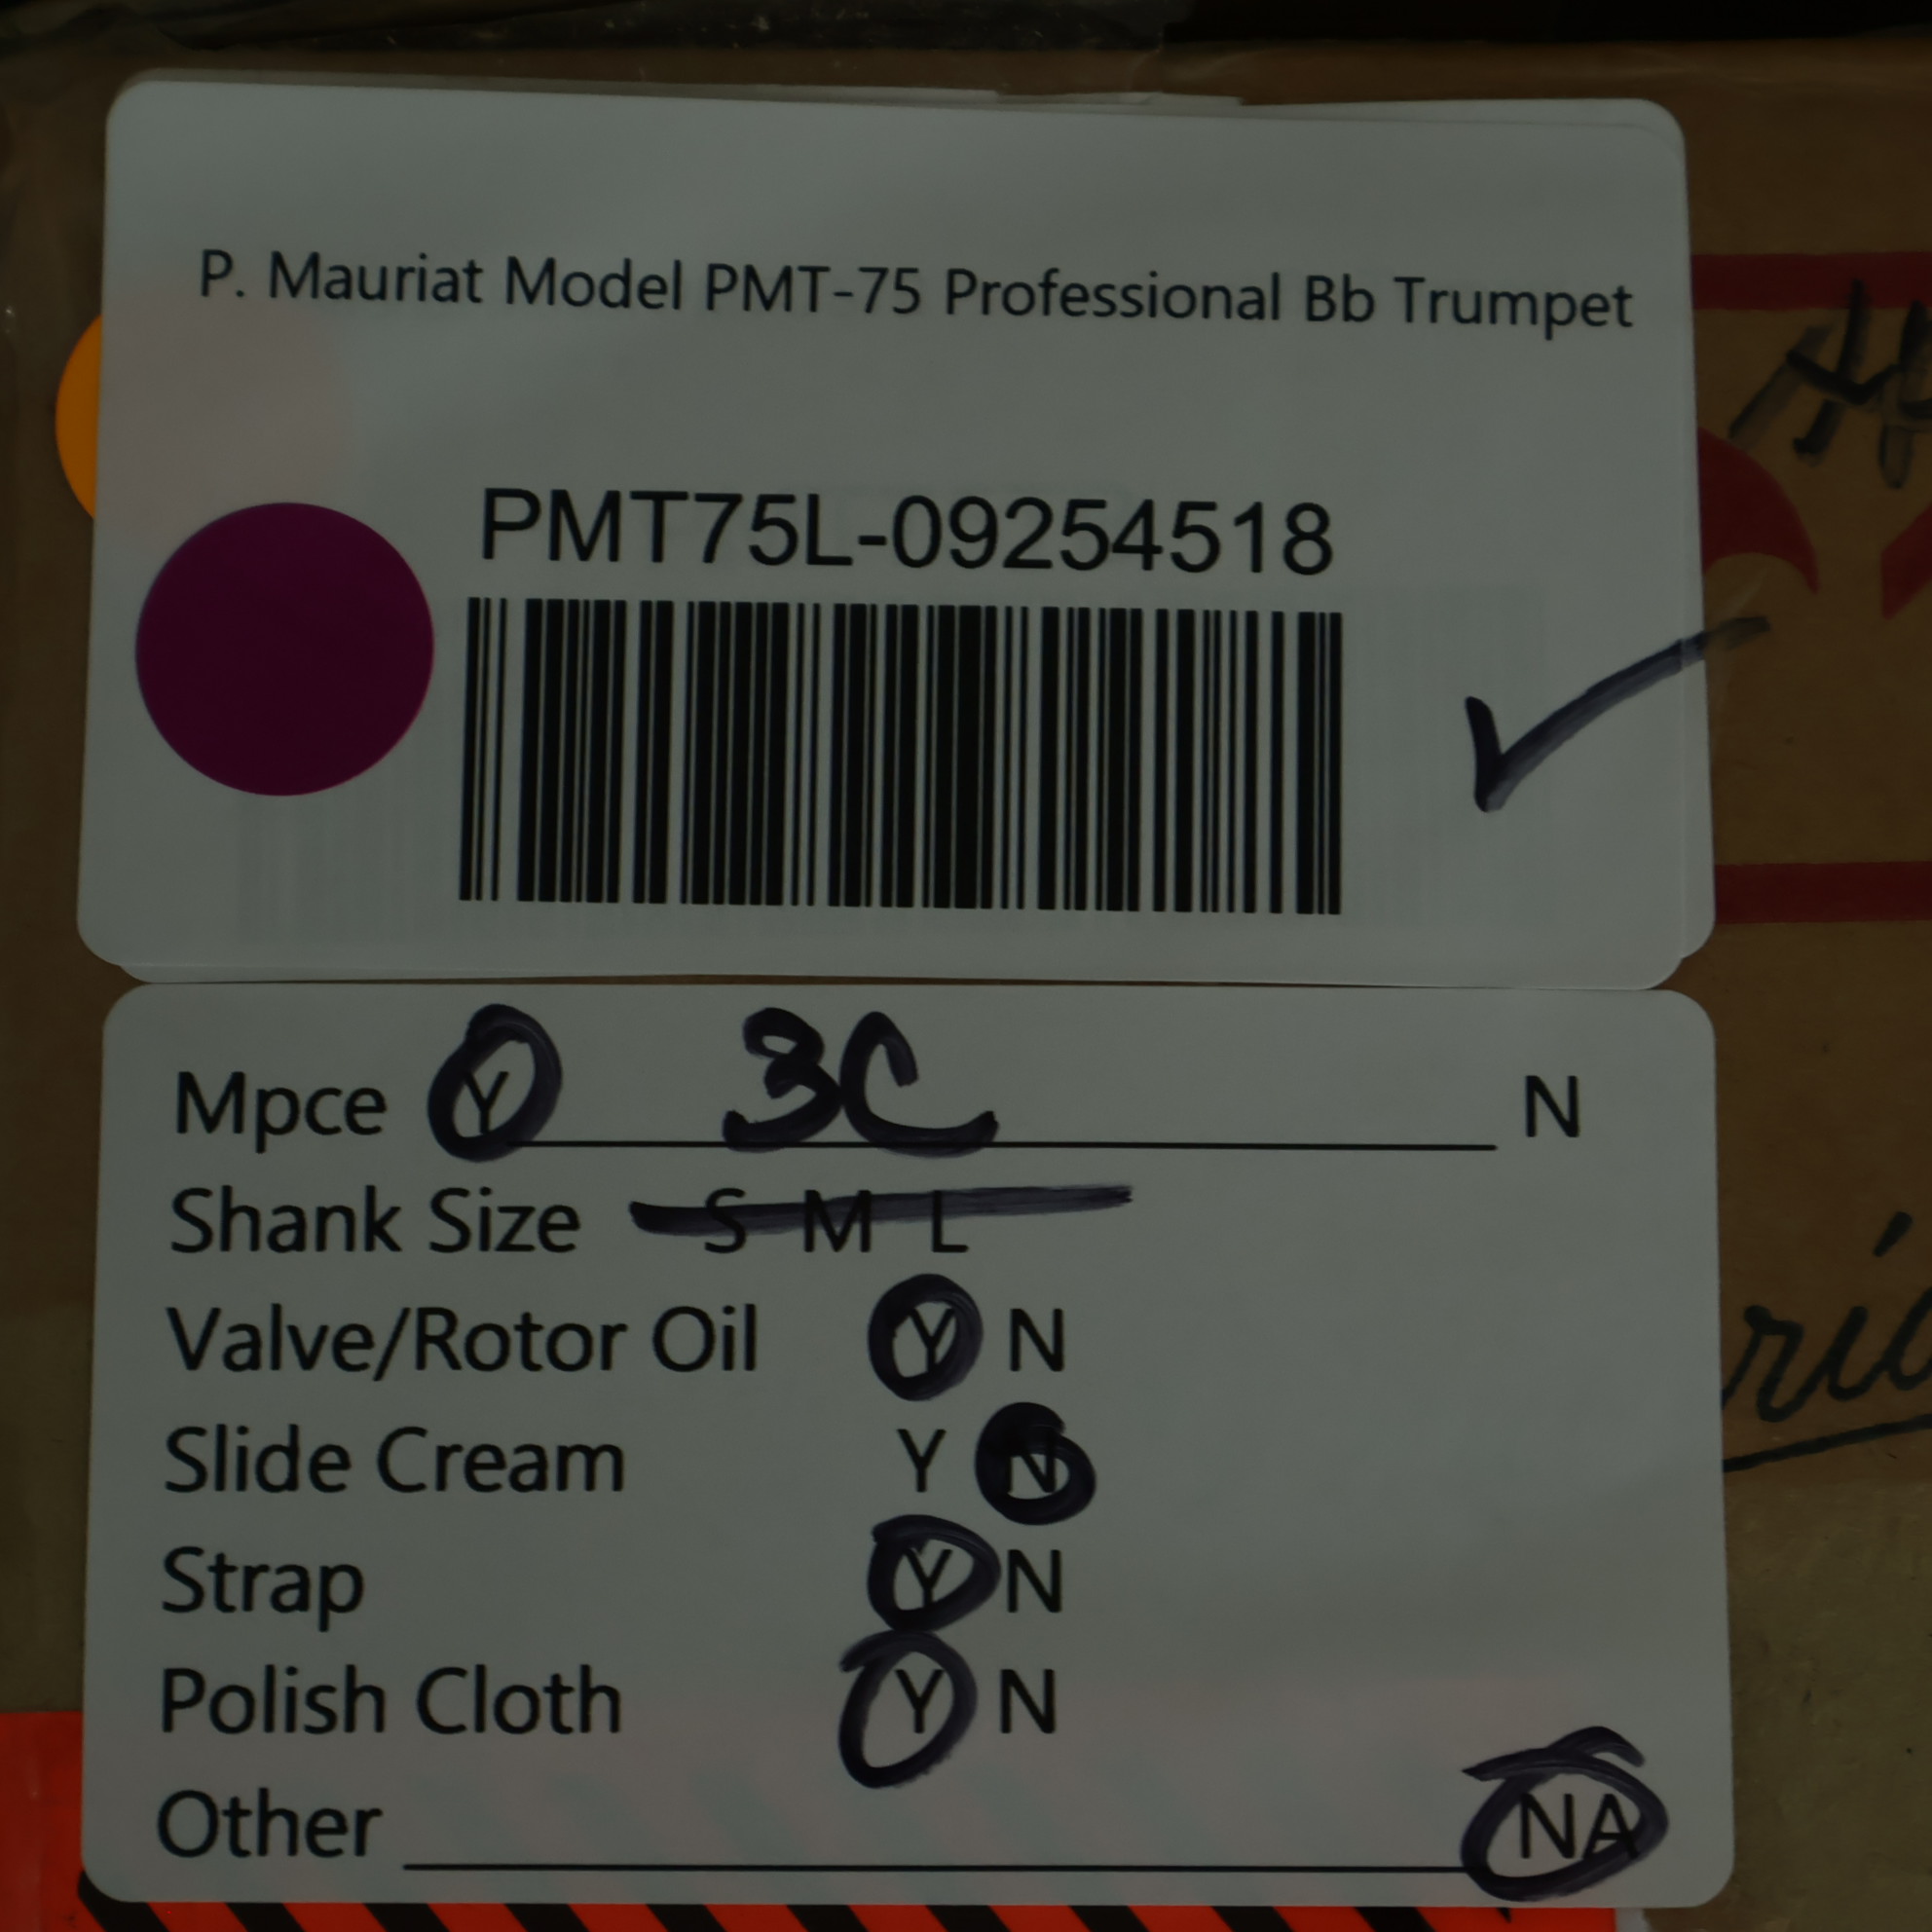 P. Mauriat Model PMT-75 Professional Bb Trumpet
PMT75L-09254518
Mpce Y 3C N
Shank Size S M L
Valve/Rotor Oil Y N
Slide Cream Y N
Strap Y N
Polish Cloth Y N
Other NA